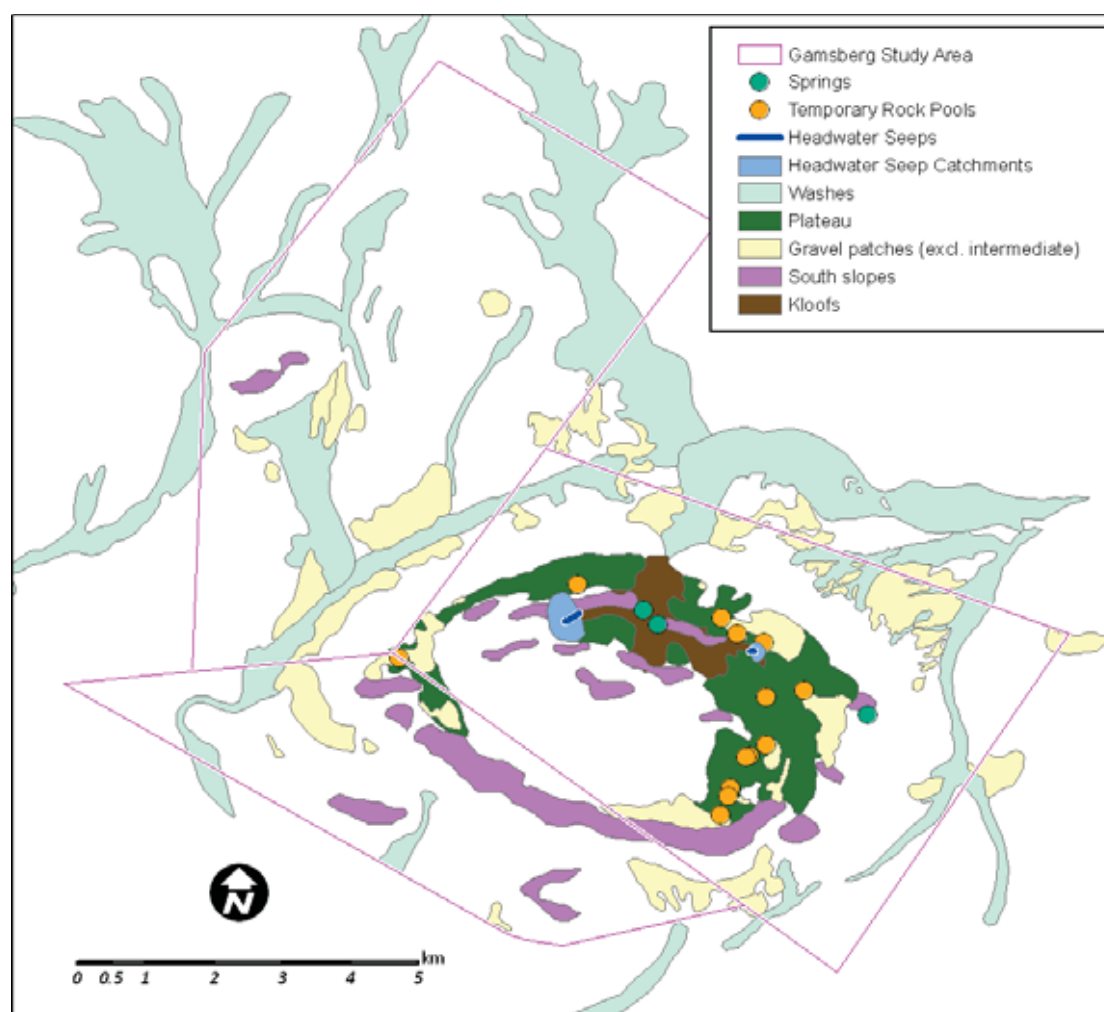 Gamsberg Study Area
Springs
Temporary Rock Pools
Headwater Seeps
Headwater Seep Catchments
Washes
Plateau
Gravel patches (excl. intermediate)
South slopes
Kloofs
N
km
0 0.5 1 2 3 4 5